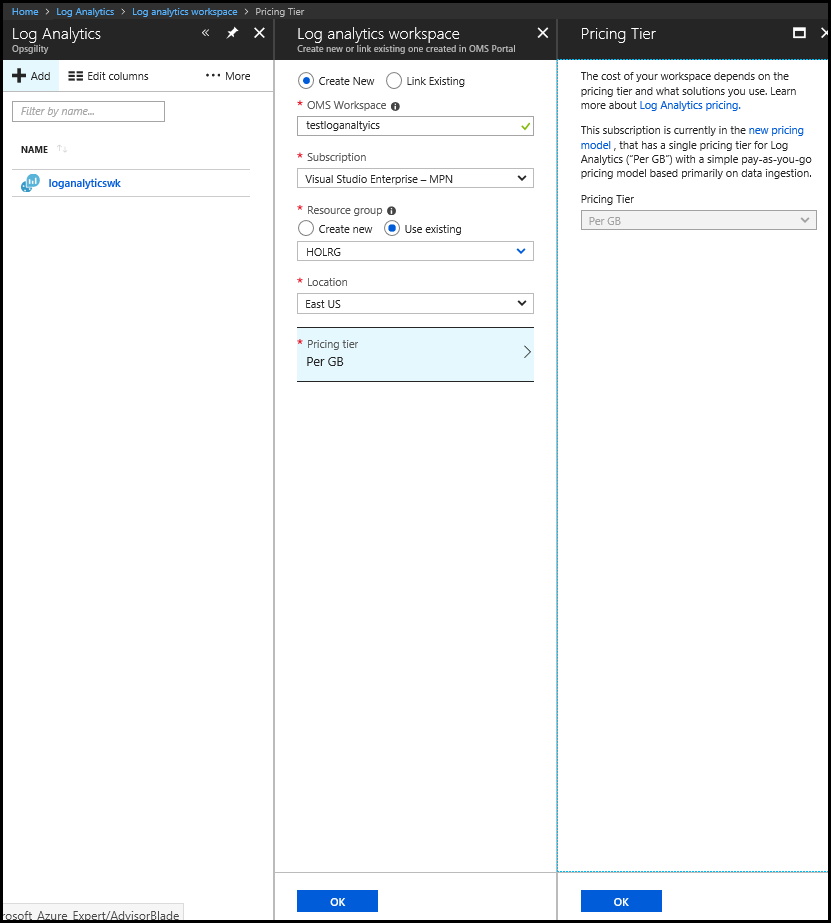 Home > Log Analytics > Log analytics workspace > Pricing Tier
Log Analytics
Opsgility
Add
Edit columns
More
Filter by name...
NAME
loganalyticswk
Log analytics workspace
Create new or link existing one created in OMS Portal
Create New
Link Existing
* OMS Workspace
testloganaltyics
* Subscription
Visual Studio Enterprise – MPN
* Resource group
Create new
Use existing
HOLRG
* Location
East US
* Pricing tier
Per GB
OK
Pricing Tier
The cost of your workspace depends on the
pricing tier and what solutions you use. Learn
more about Log Analytics pricing.
This subscription is currently in the new pricing
model , that has a single pricing tier for Log
Analytics ("Per GB") with a simple pay-as-you-go
pricing model based primarily on data ingestion.
Pricing Tier
Per GB
OK
rosoft_Azure_Expert/AdvisorBlade